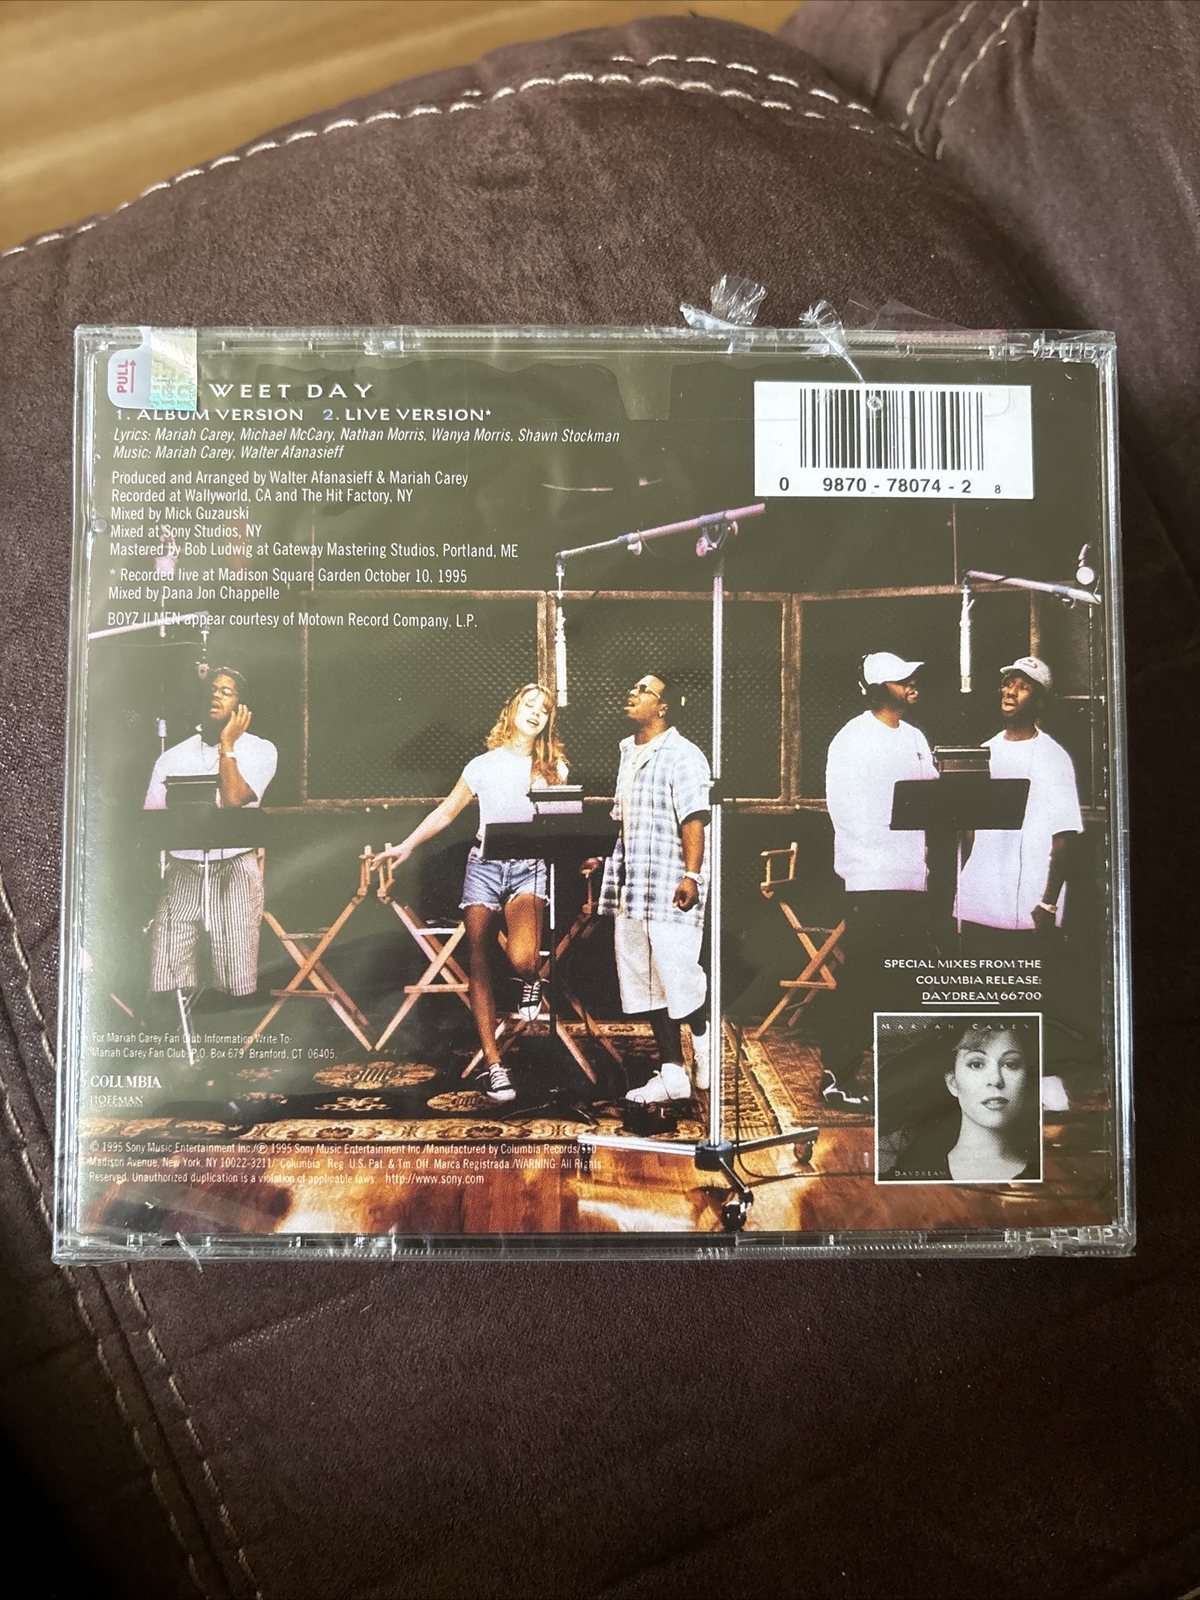 PULL
WEET DAY
1. ALBUM VERSION 2. LIVE VERSION*
Lyrics: Mariah Carey, Michael McCary, Nathan Morris, Wanya Morris, Shawn Stockman
Music: Mariah Carey, Walter Afanasieff
Produced and Arranged by Walter Afanasieff & Mariah Carey
Recorded at Wallyworld, CA and The Hit Factory, NY
Mixed by Mick Guzauski
Mixed at Sony Studios, NY
Mastered by Bob Ludwig at Gateway Mastering Studios, Portland, ME
* Recorded live at Madison Square Garden October 10, 1995
Mixed by Dana Jon Chappelle
BOYZ II MEN appear courtesy of Motown Record Company, L.P.
0 9870-78074-2 8
SPECIAL MIXES FROM THE
COLUMBIA RELEASE:
DAYDREAM 66700
MARIAH CAREY
DAYDREAM
For Mariah Carey Fan Club Information Write To:
Mariah Carey Fan Club, P.O. Box 679, Branford, CT 06405.
COLUMBIA
HOFFMAN
© 1995 Sony Music Entertainment Inc./℗ 1995 Sony Music Entertainment Inc./Manufactured by Columbia Records/550
Madison Avenue, New York, NY 10022-3211/"Columbia" Reg. U.S. Pat. & Tm. Off. Marca Registrada./WARNING: All Rights
Reserved. Unauthorized duplication is a violation of applicable laws. http://www.sony.com